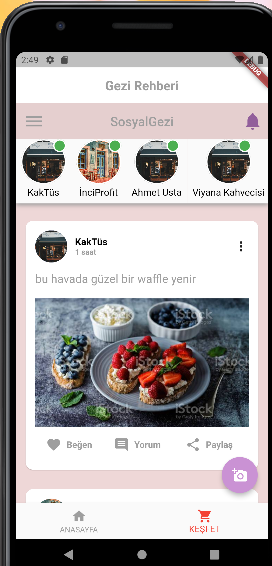 2:49
DEBUG
Gezi Rehberi
SosyalGezi
KakTüs
İnciProfit
Ahmet Usta
Viyana Kahvecisi
KakTüs
1 saat
bu havada güzel bir waffle yenir
iStock
iStock
iStock
iStock
Beğen
Yorum
Paylaş
ANASAYFA
KEŞFET